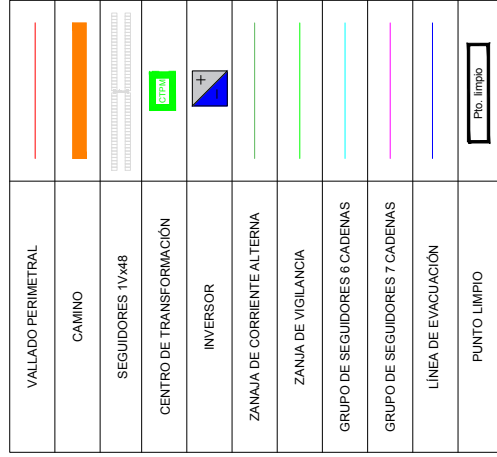 VALLADO PERIMETRAL
CAMINO
SEGUIDORES 1Vx48
CENTRO DE TRANSFORMACIÓN
CTPM
INVERSOR
+
-
ZANAJA DE CORRIENTE ALTERNA
ZANJA DE VIGILANCIA
GRUPO DE SEGUIDORES 6 CADENAS
GRUPO DE SEGUIDORES 7 CADENAS
LÍNEA DE EVACUACIÓN
PUNTO LIMPIO
Pto. limpio